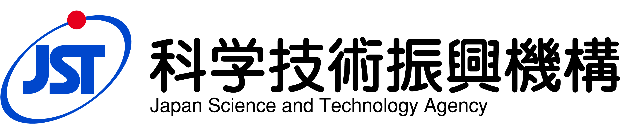 JST
科学技術振興機構
Japan Science and Technology Agency